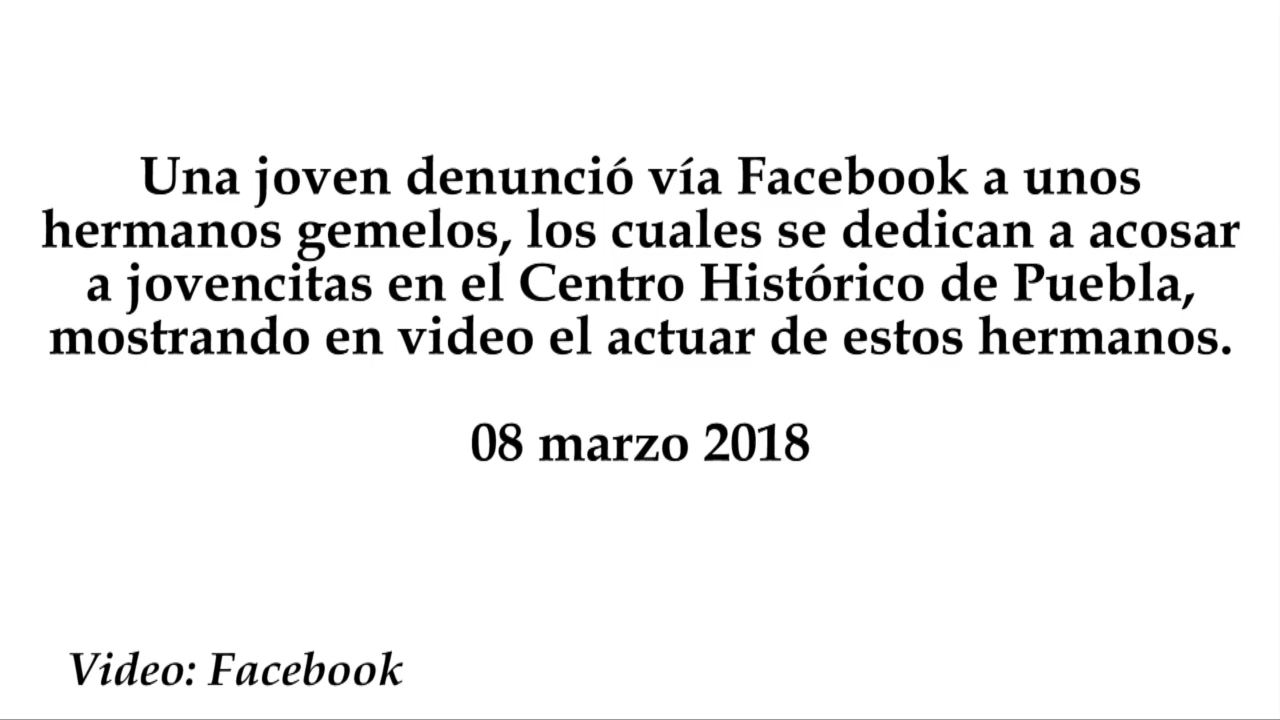 Una joven denunció vía Facebook a unos
hermanos gemelos, los cuales se dedican a acosar
a jovencitas en el Centro Histórico de Puebla,
mostrando en video el actuar de estos hermanos.
08 marzo 2018
Video: Facebook